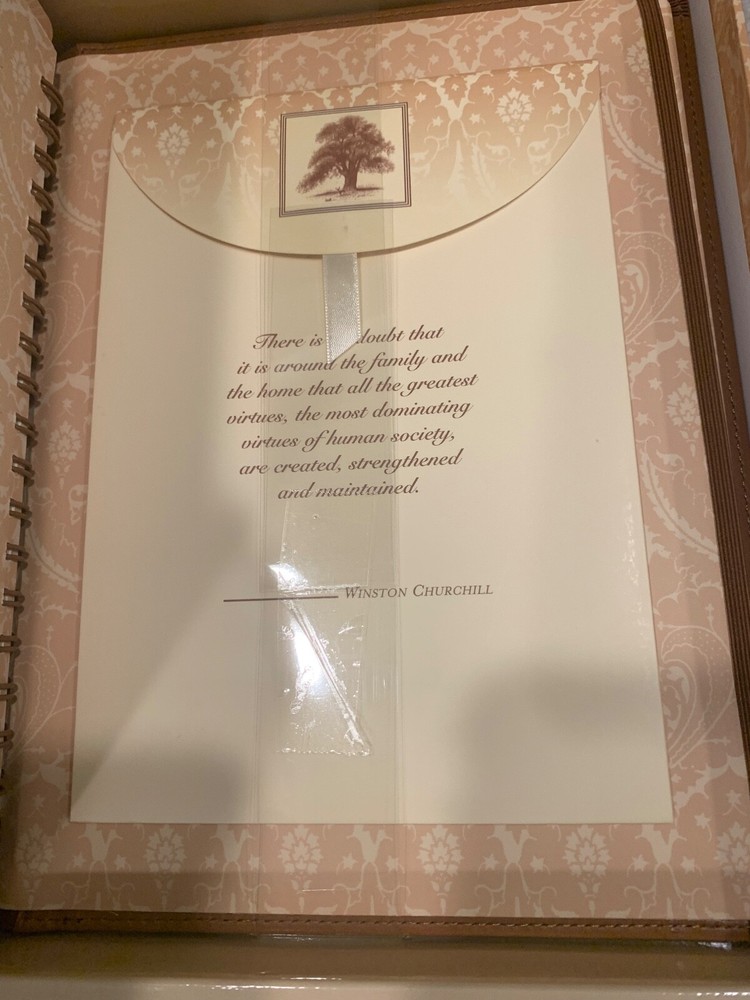 There is doubt that
it is around the family and
the home that all the greatest
virtues, the most dominating
virtues of human society,
are created, strengthened
and maintained.
WINSTON CHURCHILL